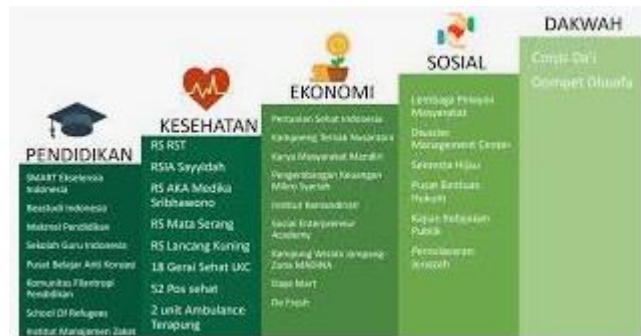 PENDIDIKAN
SMART Ekselensia
Indonesia
Beastudi Indonesia
Makmal Pendidikan
Sekolah Guru Indonesia
Pusat Belajar Anti Korupsi
Komunitas Filantropi
Pendidikan
School Of Refugees
Institut Manajemen Zakat
KESEHATAN
RS RST
RSIA Sayyidah
RS AKA Medika
Sribhawono
RS Mata Serang
RS Lancang Kuning
18 Gerai Sehat LKC
52 Pos sehat
2 unit Ambulance
Terapung
EKONOMI
Pertanian Sehat Indonesia
Kampoeng Ternak Nusantara
Karya Masyarakat Mandiri
Pengembangan Keuangan
Mikro Syariah
Institut Kemandirian
Social Enterpreneur
Academy
Kampung Wisata Jampang
Zona MADINA
Daya Mart
De Fresh
SOSIAL
Lembaga Pelayan
Masyarakat
Disaster
Management Center
Semesta Hijau
Pusat Bantuan
Hukum
Kajian Kebijakan
Publik
Pemulasaran
Jenazah
DAKWAH
Corps Da'i
Dompet Dhuafa